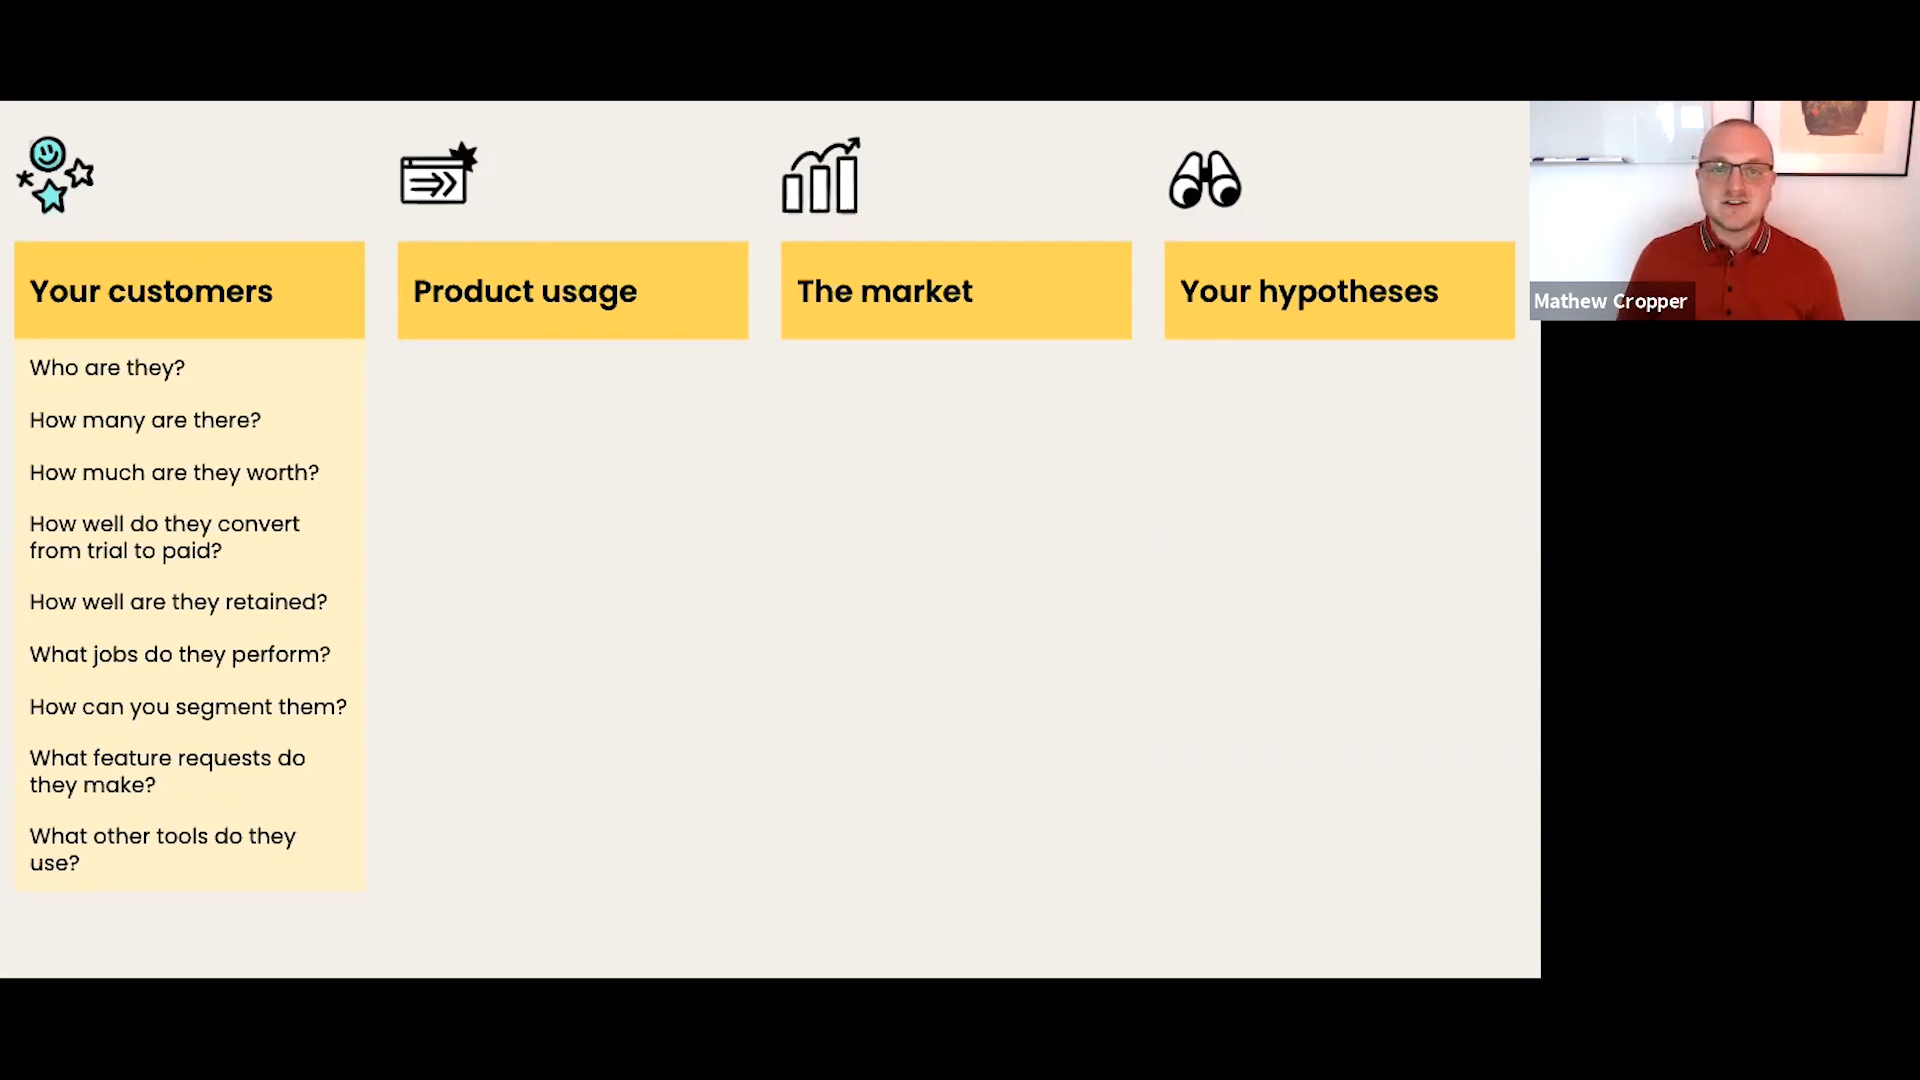 Your customers
Product usage
The market
Your hypotheses
Mathew Cropper
Who are they?
How many are there?
How much are they worth?
How well do they convert
from trial to paid?
How well are they retained?
What jobs do they perform?
How can you segment them?
What feature requests do
they make?
What other tools do they
use?